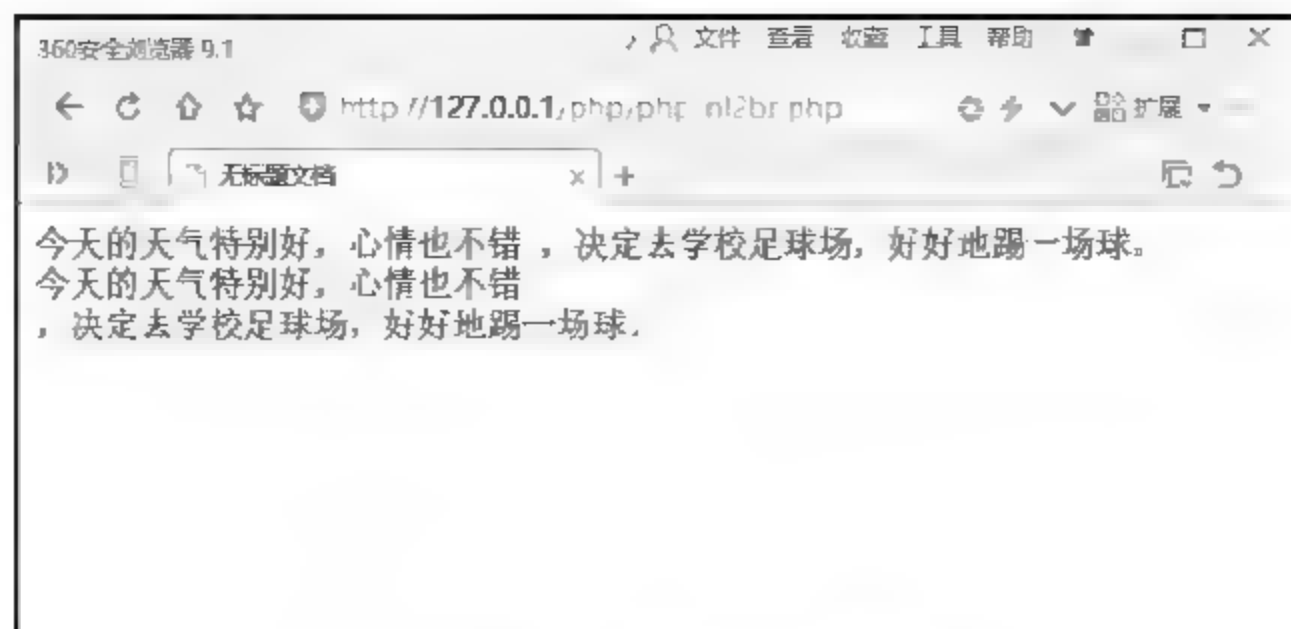 360安全浏览器 9.1
文件 查看 收藏 工具 帮助
http://127.0.0.1/php/php_nl2br.php
扩展
无标题文档
今天的天气特别好，心情也不错 ，决定去学校足球场，好好地踢一场球。
今天的天气特别好，心情也不错
，决定去学校足球场，好好地踢一场球。